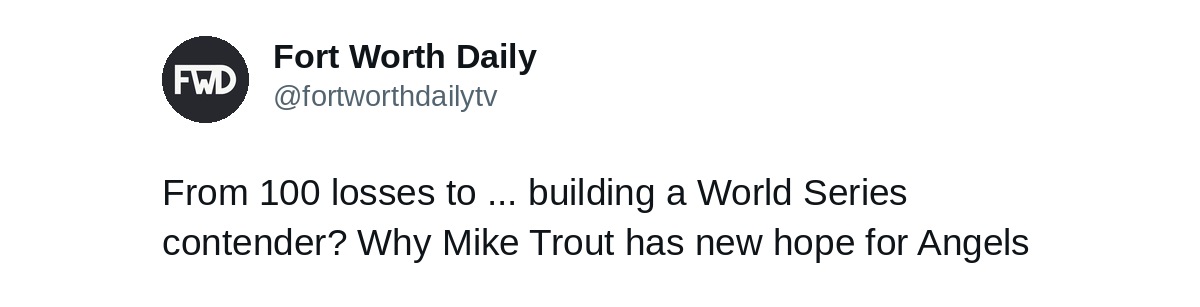 FWD
Fort Worth Daily
@fortworthdailytv
From 100 losses to ... building a World Series
contender? Why Mike Trout has new hope for Angels